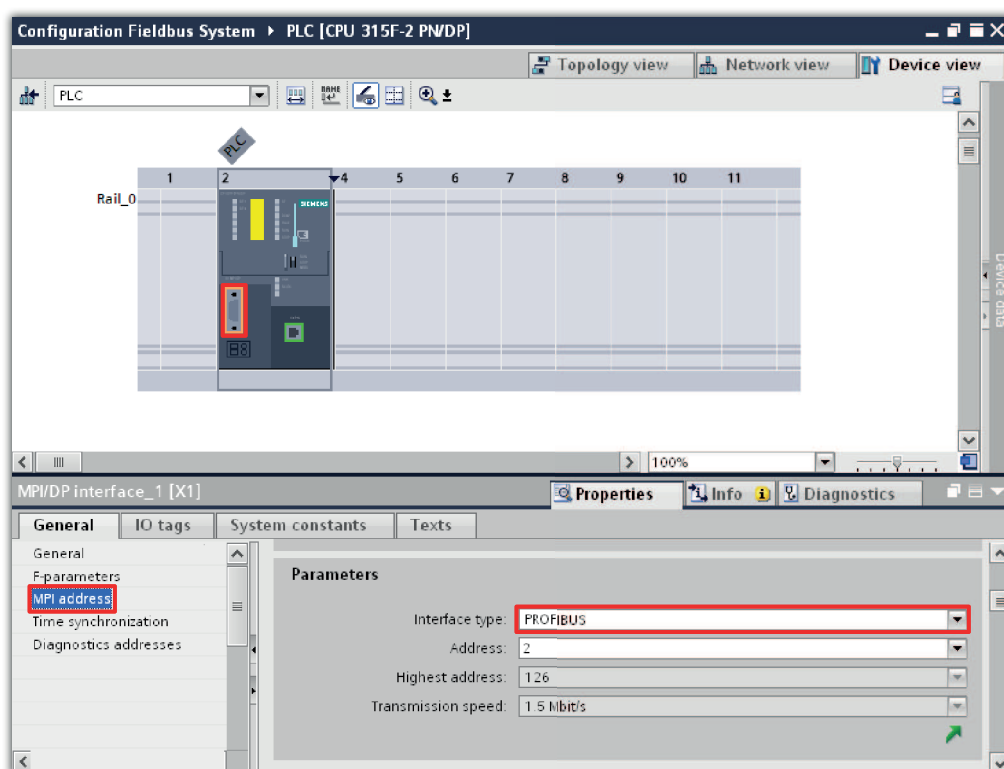 Configuration Fieldbus System ▸ PLC [CPU 315F-2 PN/DP]
Topology view Network view Device view
PLC
PLC
1 2 4 5 6 7 8 9 10 11
Rail_0
SIEMENS
Device data
100%
MPI/DP interface_1 [X1]
Properties Info Diagnostics
General IO tags System constants Texts
General
F-parameters
MPI address
Time synchronization
Diagnostics addresses
Parameters
Interface type: PROFIBUS
Address: 2
Highest address: 126
Transmission speed: 1.5 Mbit/s